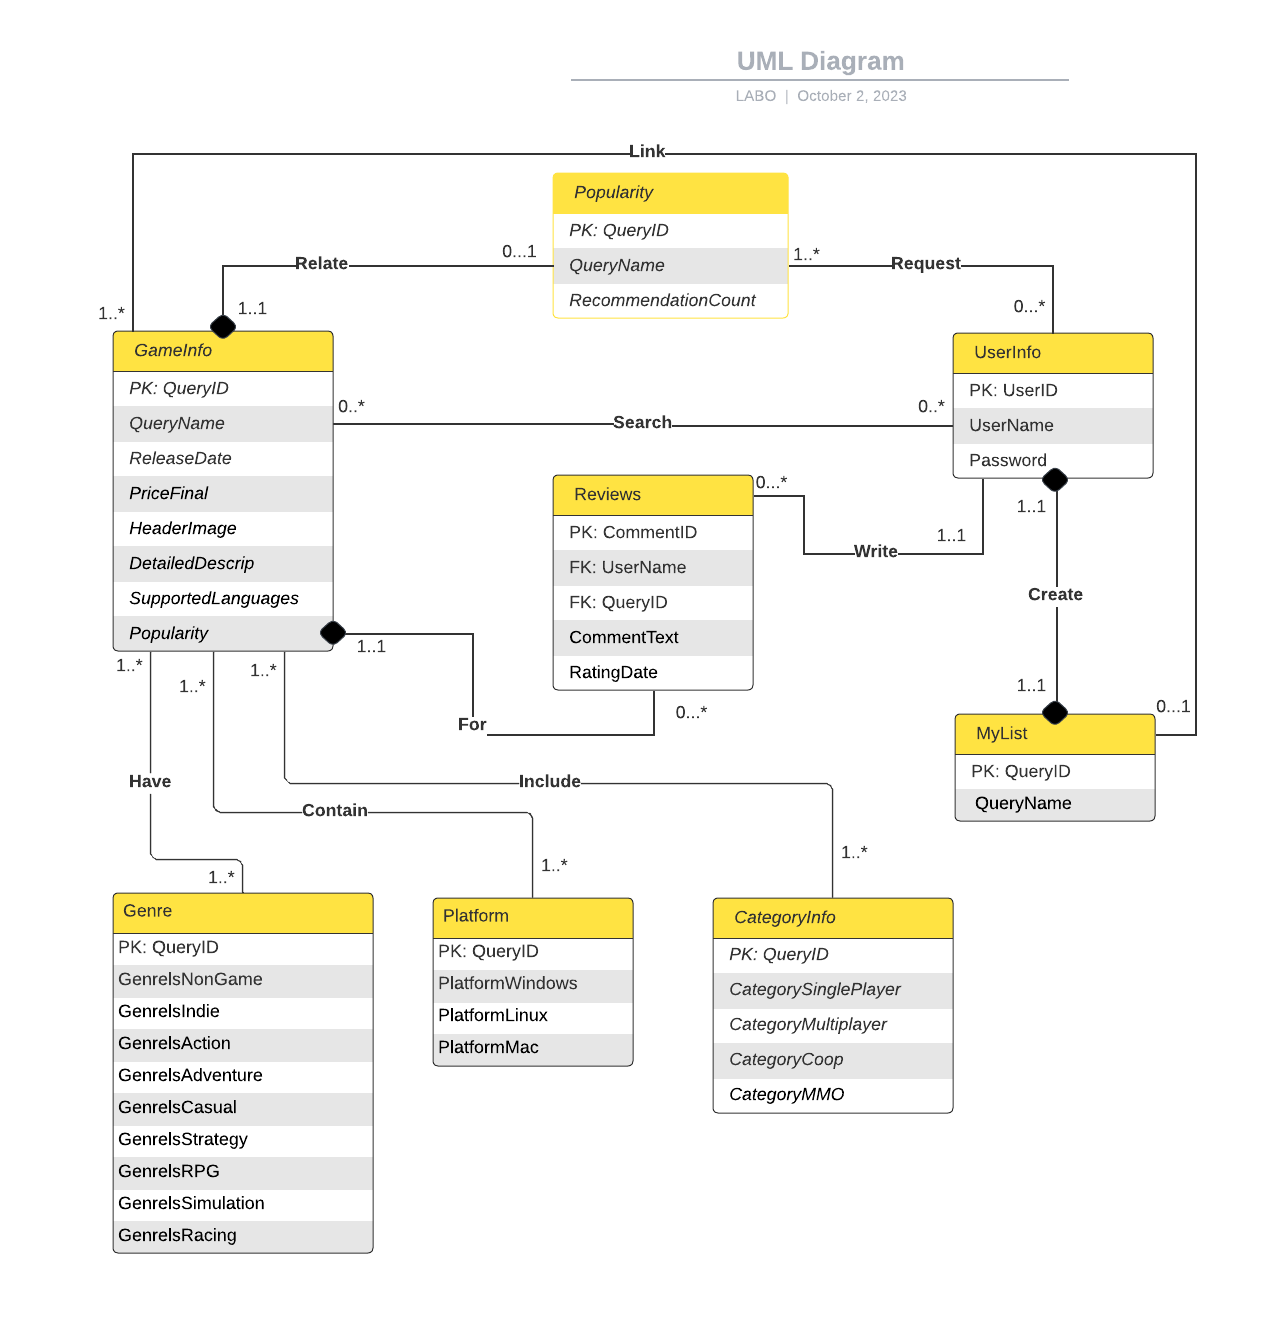 UML Diagram
LABO | October 2, 2023
Link
Popularity
PK: QueryID
QueryName
RecommendationCount
0...1
Relate
1..*
Request
0...*
1..*
1..1
GameInfo
PK: QueryID
QueryName
ReleaseDate
PriceFinal
HeaderImage
DetailedDescrip
SupportedLanguages
Popularity
UserInfo
PK: UserID
UserName
Password
0..*
Search
0..*
Reviews
PK: CommentID
FK: UserName
FK: QueryID
CommentText
RatingDate
0...*
Write
1..1
1..1
Create
1..1
0...1
1..1
For
0...*
MyList
PK: QueryID
QueryName
1..*
1..*
1..*
Have
Contain
Include
1..*
1..*
1..*
Genre
PK: QueryID
GenreIsNonGame
GenreIsIndie
GenreIsAction
GenreIsAdventure
GenreIsCasual
GenreIsStrategy
GenreIsRPG
GenreIsSimulation
GenreIsRacing
Platform
PK: QueryID
PlatformWindows
PlatformLinux
PlatformMac
CategoryInfo
PK: QueryID
CategorySinglePlayer
CategoryMultiplayer
CategoryCoop
CategoryMMO